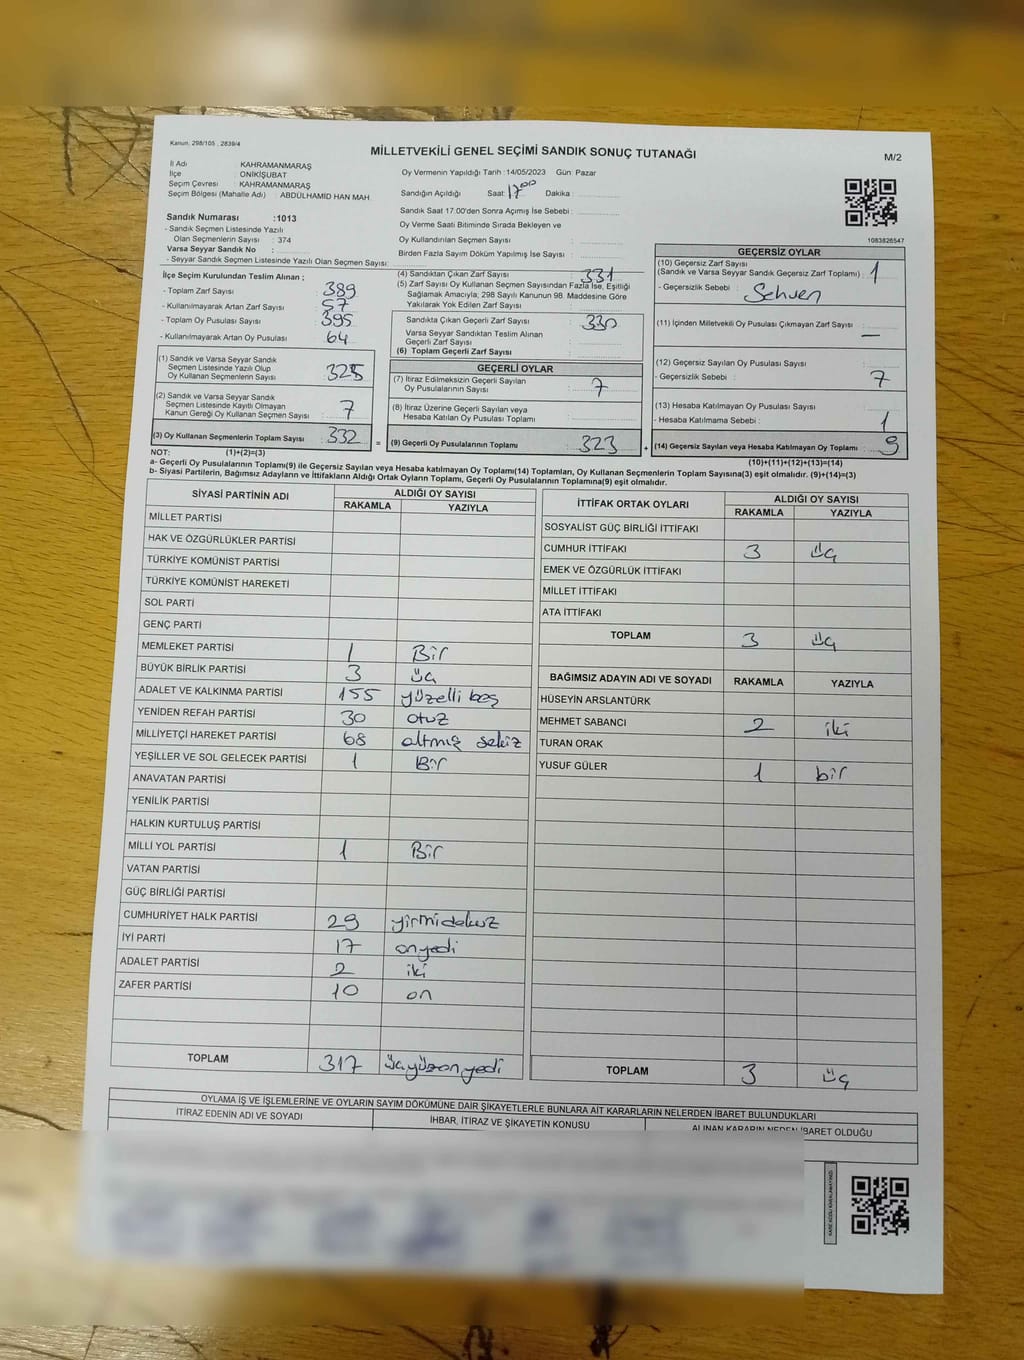 Kanun, 298/105 , 2839/4
MİLLETVEKİLİ GENEL SEÇİMİ SANDIK SONUÇ TUTANAĞI
M/2
İl Adı KAHRAMANMARAŞ
İlçe : ONİKİŞUBAT
Seçim Çevresi : KAHRAMANMARAŞ
Seçim Bölgesi (Mahalle Adı) : ABDÜLHAMİD HAN MAH.
Oy Vermenin Yapıldığı Tarih :14/05/2023 Gün: Pazar
Sandığın Açıldığı Saat: 17:00 Dakika :
Sandık Saat 17.00'den Sonra Açılmış İse Sebebi :
Oy Verme Saati Bitiminde Sırada Bekleyen ve
Oy Kullandırılan Seçmen Sayısı :
Birden Fazla Sayım Döküm Yapılmış İse Sayısı :
1083826547
Sandık Numarası :1013
- Sandık Seçmen Listesinde Yazılı
Olan Seçmenlerin Sayısı : 374
Varsa Seyyar Sandık No :
- Seyyar Sandık Seçmen Listesinde Yazılı Olan Seçmen Sayısı:
İlçe Seçim Kurulundan Teslim Alınan ;
- Toplam Zarf Sayısı : 389
- Kullanılmayarak Artan Zarf Sayısı : 57
- Toplam Oy Pusulası Sayısı : 395
- Kullanılmayarak Artan Oy Pusulası : 64
(1) Sandık ve Varsa Seyyar Sandık
Seçmen Listesinde Yazılı Olup
Oy Kullanan Seçmenlerin Sayısı : 325
(2) Sandık ve Varsa Seyyar Sandık
Seçmen Listesinde Kayıtlı Olmayan
Kanun Gereği Oy Kullanan Seçmen Sayısı : 7
(3) Oy Kullanan Seçmenlerin Toplam Sayısı : 332
(4) Sandıktan Çıkan Zarf Sayısı : 331
(5) Zarf Sayısı Oy Kullanan Seçmen Sayısından Fazla İse, Eşitliği
Sağlamak Amacıyla, 298 Sayılı Kanunun 98. Maddesine Göre
Yakılarak Yok Edilen Zarf Sayısı :
Sandıkta Çıkan Geçerli Zarf Sayısı : 330
Varsa Seyyar Sandıktan Teslim Alınan
Geçerli Zarf Sayısı :
(6) Toplam Geçerli Zarf Sayısı :
GEÇERLİ OYLAR
(7) İtiraz Edilmeksizin Geçerli Sayılan
Oy Pusulalarının Sayısı : 7
(8) İtiraz Üzerine Geçerli Sayılan veya
Hesaba Katılan Oy Pusulası Toplamı :
= (9) Geçerli Oy Pusulalarının Toplamı : 323
GEÇERSİZ OYLAR
(10) Geçersiz Zarf Sayısı
(Sandık ve Varsa Seyyar Sandık Geçersiz Zarf Toplamı) : 1
- Geçersizlik Sebebi : Sehven
(11) İçinden Milletvekili Oy Pusulası Çıkmayan Zarf Sayısı : —
(12) Geçersiz Sayılan Oy Pusulası Sayısı :
- Geçersizlik Sebebi : 7
(13) Hesaba Katılmayan Oy Pusulası Sayısı :
- Hesaba Katılmama Sebebi : 1
+ (14) Geçersiz Sayılan veya Hesaba Katılmayan Oy Toplamı : 9
NOT: (1)+(2)=(3)
(10)+(11)+(12)+(13)=(14)
a- Geçerli Oy Pusulalarının Toplamı(9) ile Geçersiz Sayılan veya Hesaba katılmayan Oy Toplamı(14) Toplamları, Oy Kullanan Seçmenlerin Toplam Sayısına(3) eşit olmalıdır. (9)+(14)=(3)
b- Siyasi Partilerin, Bağımsız Adayların ve İttifakların Aldığı Ortak Oyların Toplamı, Geçerli Oy Pusulalarının Toplamına(9) eşit olmalıdır.
SİYASİ PARTİNİN ADI ALDIĞI OY SAYISI
RAKAMLA YAZIYLA
MİLLET PARTİSİ
HAK VE ÖZGÜRLÜKLER PARTİSİ
TÜRKİYE KOMÜNİST PARTİSİ
TÜRKİYE KOMÜNİST HAREKETİ
SOL PARTİ
GENÇ PARTİ
MEMLEKET PARTİSİ 1 Bir
BÜYÜK BİRLİK PARTİSİ 3 üç
ADALET VE KALKINMA PARTİSİ 155 yüzelli beş
YENİDEN REFAH PARTİSİ 30 otuz
MİLLİYETÇİ HAREKET PARTİSİ 68 altmış sekiz
YEŞİLLER VE SOL GELECEK PARTİSİ 1 Bir
ANAVATAN PARTİSİ
YENİLİK PARTİSİ
HALKIN KURTULUŞ PARTİSİ
MİLLİ YOL PARTİSİ 1 Bir
VATAN PARTİSİ
GÜÇ BİRLİĞİ PARTİSİ
CUMHURİYET HALK PARTİSİ 29 yirmidokuz
İYİ PARTİ 17 onyedi
ADALET PARTİSİ 2 iki
ZAFER PARTİSİ 10 on
TOPLAM 317 üçyüzonyedi
İTTİFAK ORTAK OYLARI ALDIĞI OY SAYISI
RAKAMLA YAZIYLA
SOSYALİST GÜÇ BİRLİĞİ İTTİFAKI
CUMHUR İTTİFAKI 3 üç
EMEK VE ÖZGÜRLÜK İTTİFAKI
MİLLET İTTİFAKI
ATA İTTİFAKI
TOPLAM 3 üç
BAĞIMSIZ ADAYIN ADI VE SOYADI RAKAMLA YAZIYLA
HÜSEYİN ARSLANTÜRK
MEHMET SABANCI 2 iki
TURAN ORAK
YUSUF GÜLER 1 bir
TOPLAM 3 üç
OYLAMA İŞ VE İŞLEMLERİNE VE OYLARIN SAYIM DÖKÜMÜNE DAİR ŞİKAYETLERLE BUNLARA AİT KARARLARIN NELERDEN İBARET BULUNDUKLARI
İTİRAZ EDENİN ADI VE SOYADI İHBAR, İTİRAZ VE ŞİKAYETİN KONUSU ALINAN KARARIN NEDEN İBARET OLDUĞU